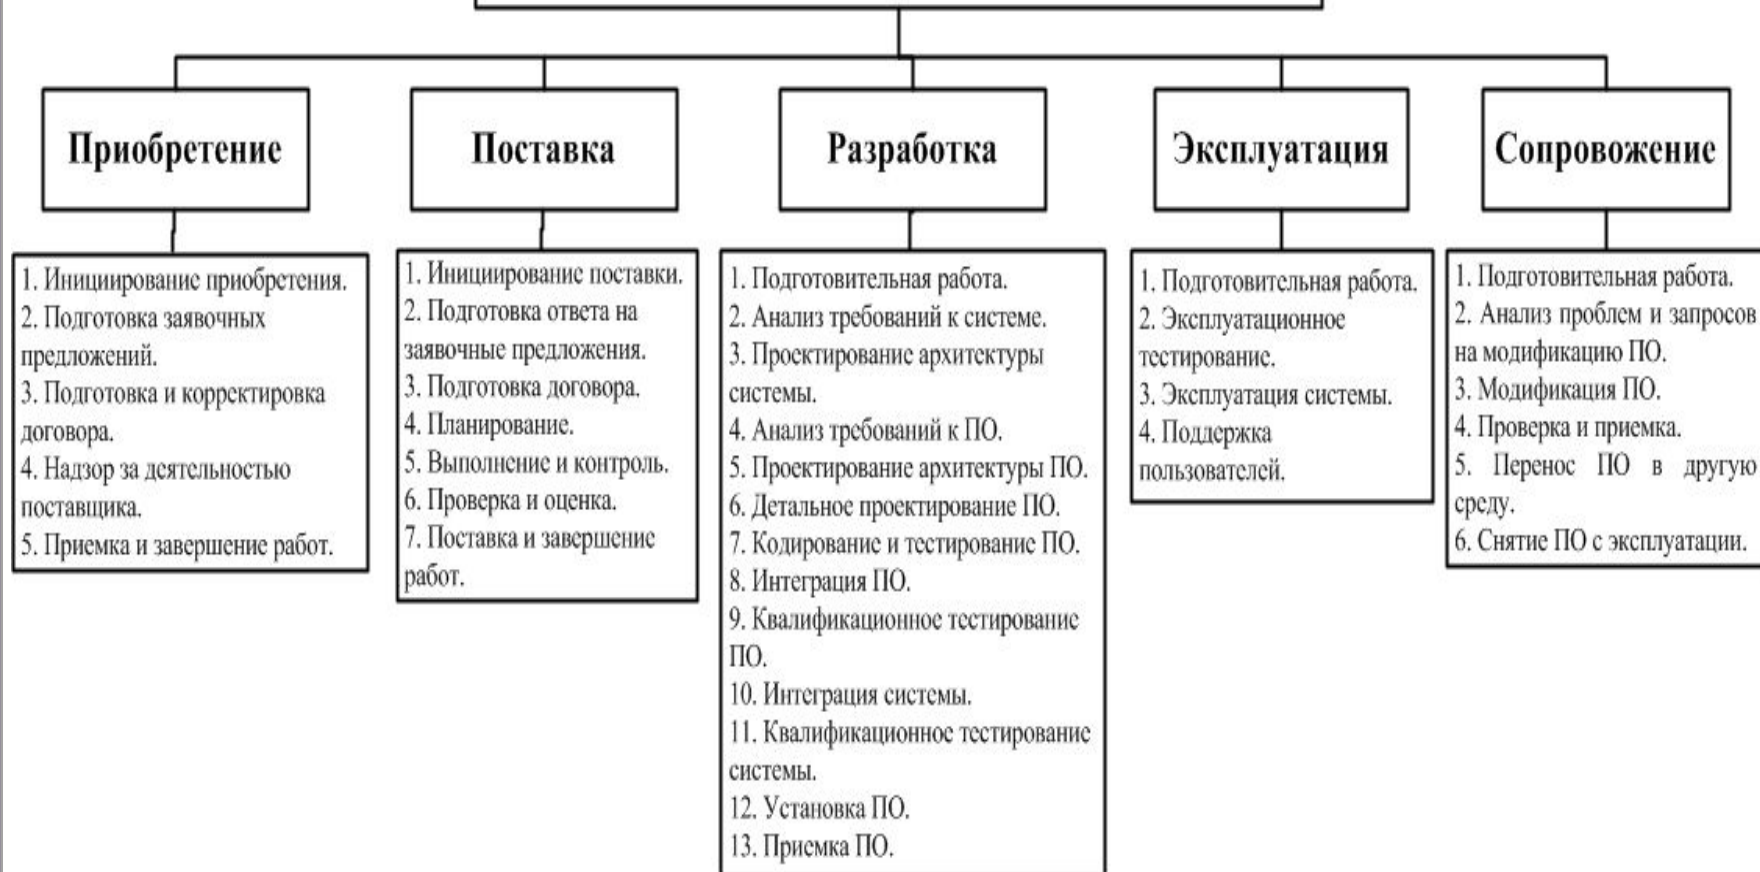 Приобретение
Поставка
Разработка
Эксплуатация
Сопровожение
1. Инициирование приобретения.
2. Подготовка заявочных
предложений.
3. Подготовка и корректировка
договора.
4. Надзор за деятельностью
поставщика.
5. Приемка и завершение работ.
1. Инициирование поставки.
2. Подготовка ответа на
заявочные предложения.
3. Подготовка договора.
4. Планирование.
5. Выполнение и контроль.
6. Проверка и оценка.
7. Поставка и завершение
работ.
1. Подготовительная работа.
2. Анализ требований к системе.
3. Проектирование архитектуры
системы.
4. Анализ требований к ПО.
5. Проектирование архитектуры ПО.
6. Детальное проектирование ПО.
7. Кодирование и тестирование ПО.
8. Интеграция ПО.
9. Квалификационное тестирование
ПО.
10. Интеграция системы.
11. Квалификационное тестирование
системы.
12. Установка ПО.
13. Приемка ПО.
1. Подготовительная работа.
2. Эксплуатационное
тестирование.
3. Эксплуатация системы.
4. Поддержка
пользователей.
1. Подготовительная работа.
2. Анализ проблем и запросов
на модификацию ПО.
3. Модификация ПО.
4. Проверка и приемка.
5. Перенос ПО в другую
среду.
6. Снятие ПО с эксплуатации.